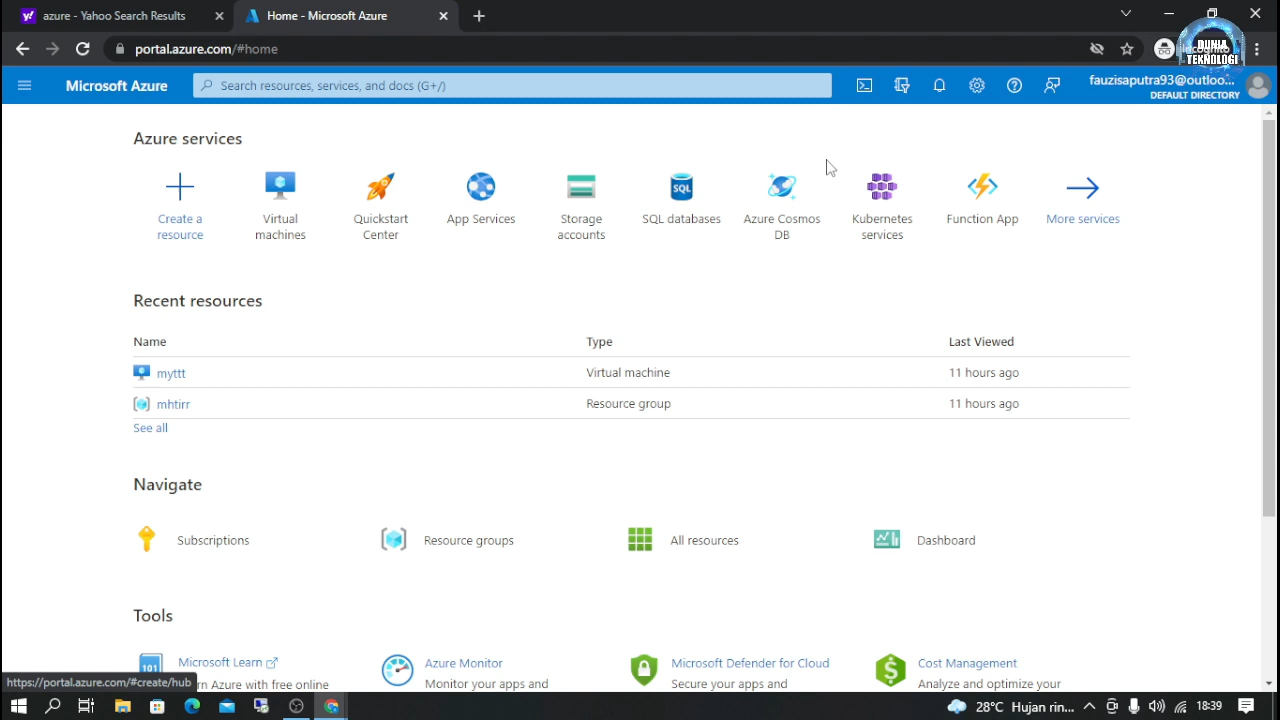 azure - Yahoo Search Results
Home - Microsoft Azure
portal.azure.com/#home
DUNIA
TEKNOLOGI
Microsoft Azure
Search resources, services, and docs (G+/)
fauzisaputra93@outloo...
DEFAULT DIRECTORY
Azure services
Create a
resource
Virtual
machines
Quickstart
Center
App Services
Storage
accounts
SQL
SQL databases
Azure Cosmos
DB
Kubernetes
services
Function App
More services
Recent resources
Name Type Last Viewed
myttt Virtual machine 11 hours ago
mhtirr Resource group 11 hours ago
See all
Navigate
Subscriptions
Resource groups
All resources
Dashboard
Tools
101
Microsoft Learn
rn Azure with free online
Azure Monitor
Monitor your apps and
Microsoft Defender for Cloud
Secure your apps and
Cost Management
Analyze and optimize your
https://portal.azure.com/#create/hub
28°C Hujan rin...
18:39